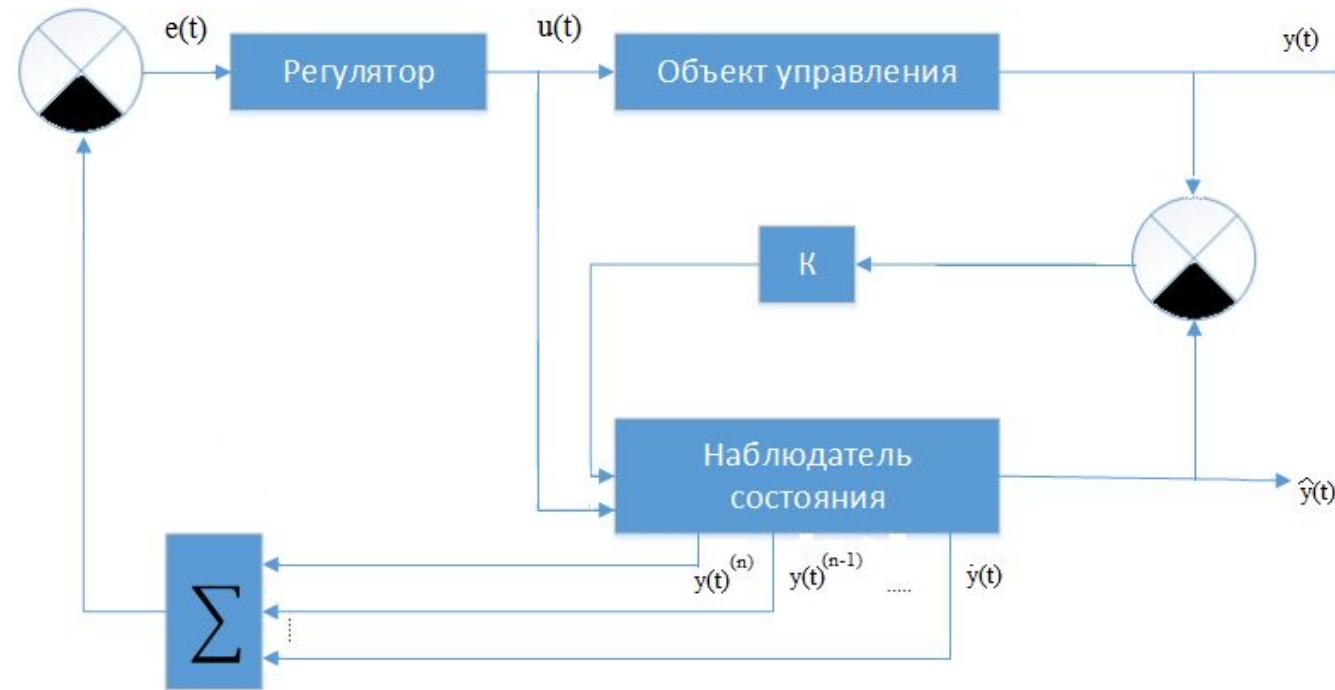 e(t)
Регулятор
u(t)
Объект управления
y(t)
К
Наблюдатель
состояния
ŷ(t)
y(t)⁽ⁿ⁾
y(t)⁽ⁿ⁻¹⁾
.....
ẏ(t)
∑